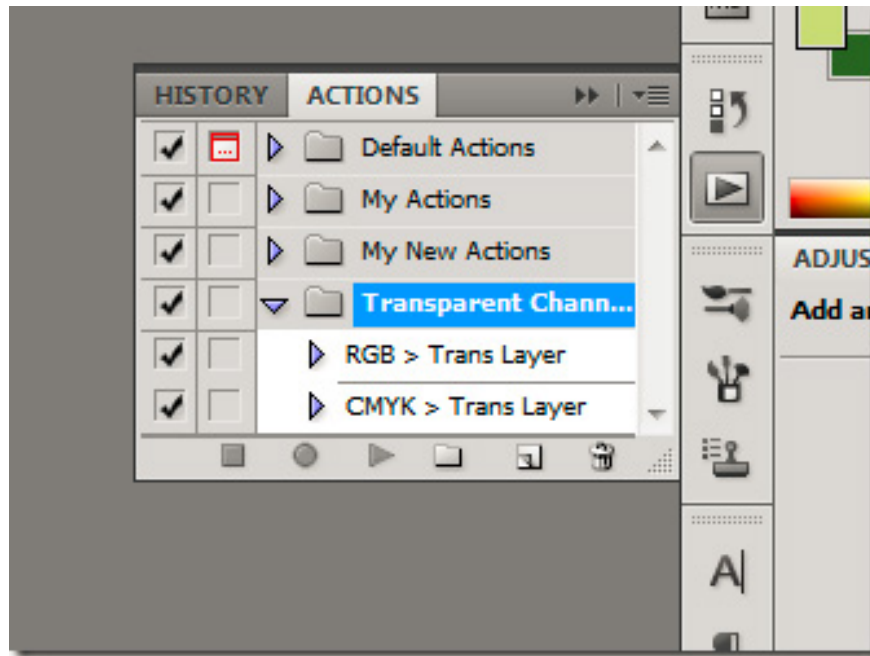 HISTORY ACTIONS
Default Actions
My Actions
My New Actions
Transparent Chann...
RGB > Trans Layer
CMYK > Trans Layer
ADJUS
Add ar
A